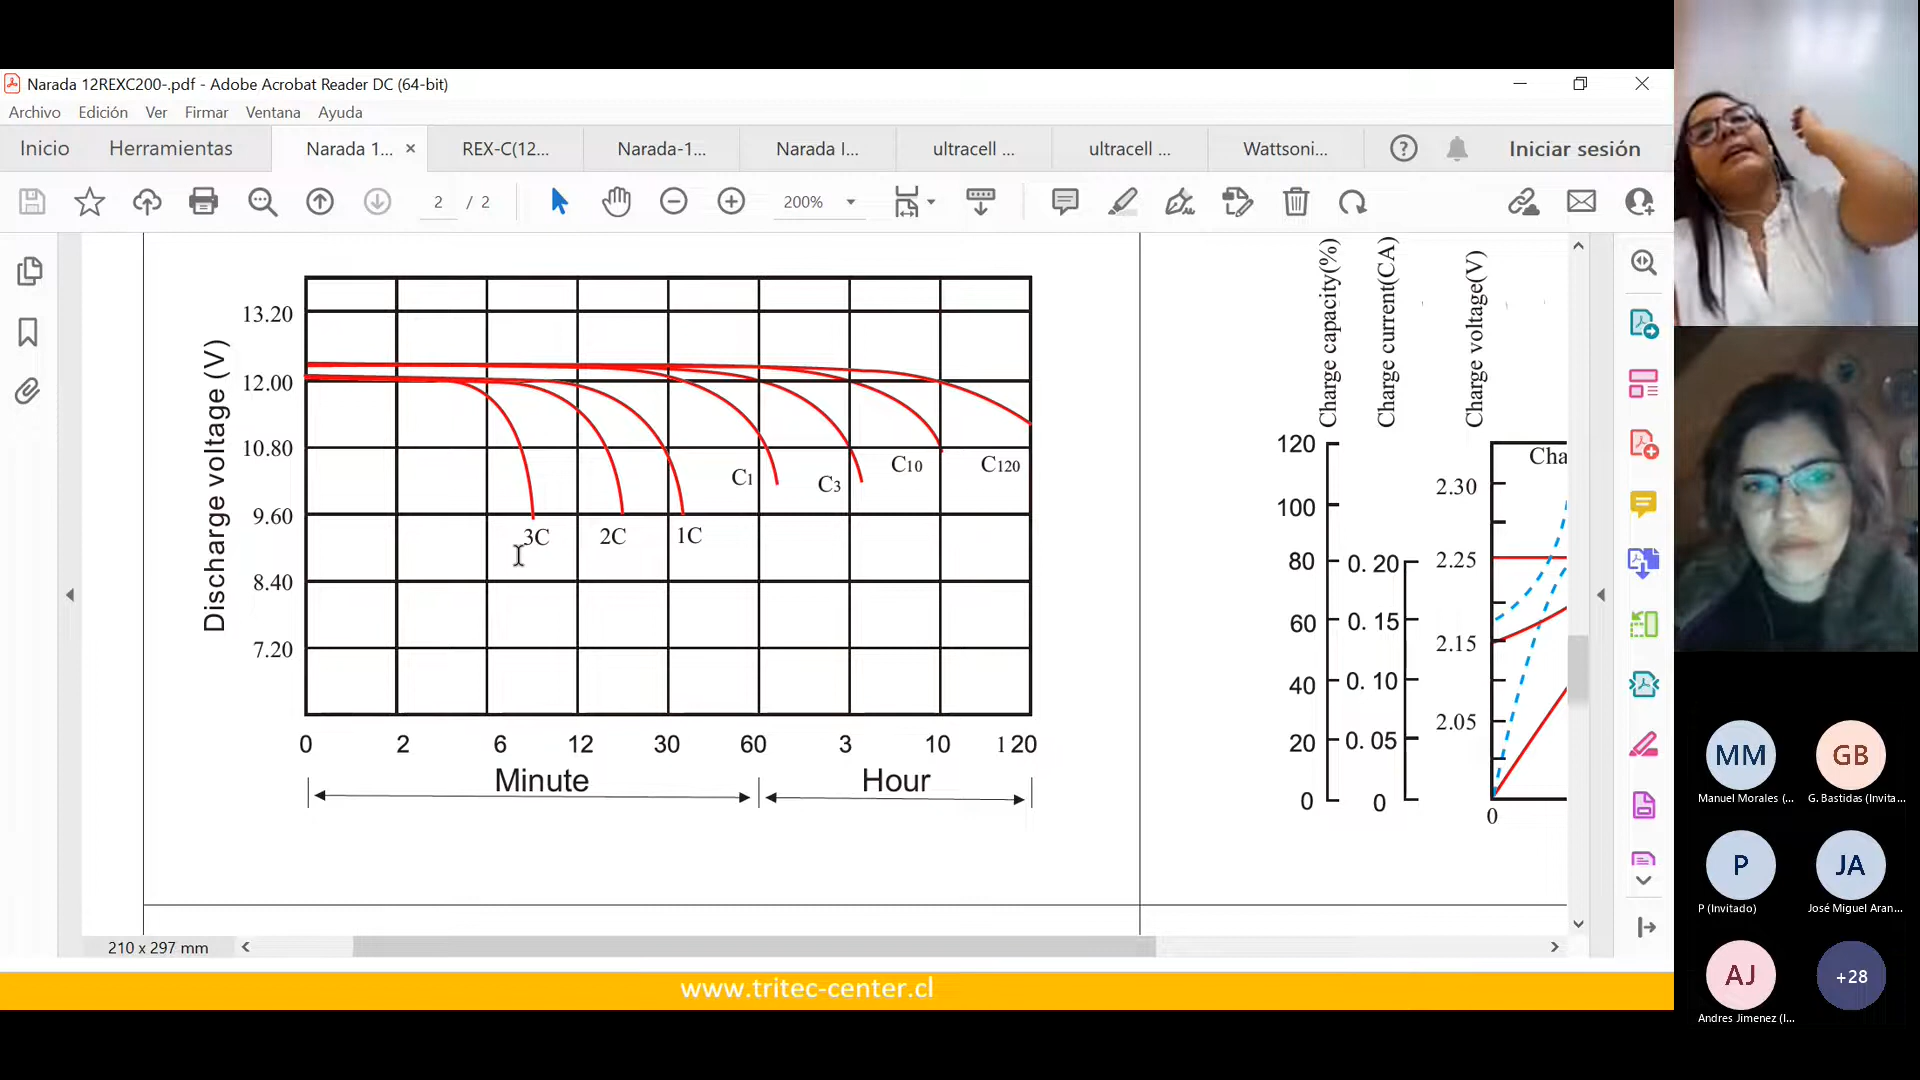 Narada 12REXC200-.pdf - Adobe Acrobat Reader DC (64-bit)
Archivo Edición Ver Firmar Ventana Ayuda
Inicio Herramientas Narada 1... × REX-C(12... Narada-1... Narada I... ultracell ... ultracell ... Wattsoni... Iniciar sesión
2 / 2 200%
Discharge voltage (V)
13.20
12.00
10.80
9.60
8.40
7.20
C1 C3 C10 C120
3C 2C 1C
0 2 6 12 30 60 3 10 120
Minute Hour
Charge capacity(%)
120
100
80
60
40
20
0
Charge current(CA)
0. 20
0. 15
0. 10
0. 05
0
Charge voltage(V)
2.30
2.25
2.15
2.05
0
Cha
210 x 297 mm
www.tritec-center.cl
MM GB
Manuel Morales (... G. Bastidas (Invita...
P JA
P (Invitado) José Miguel Aran...
AJ +28
Andres Jimenez (I...